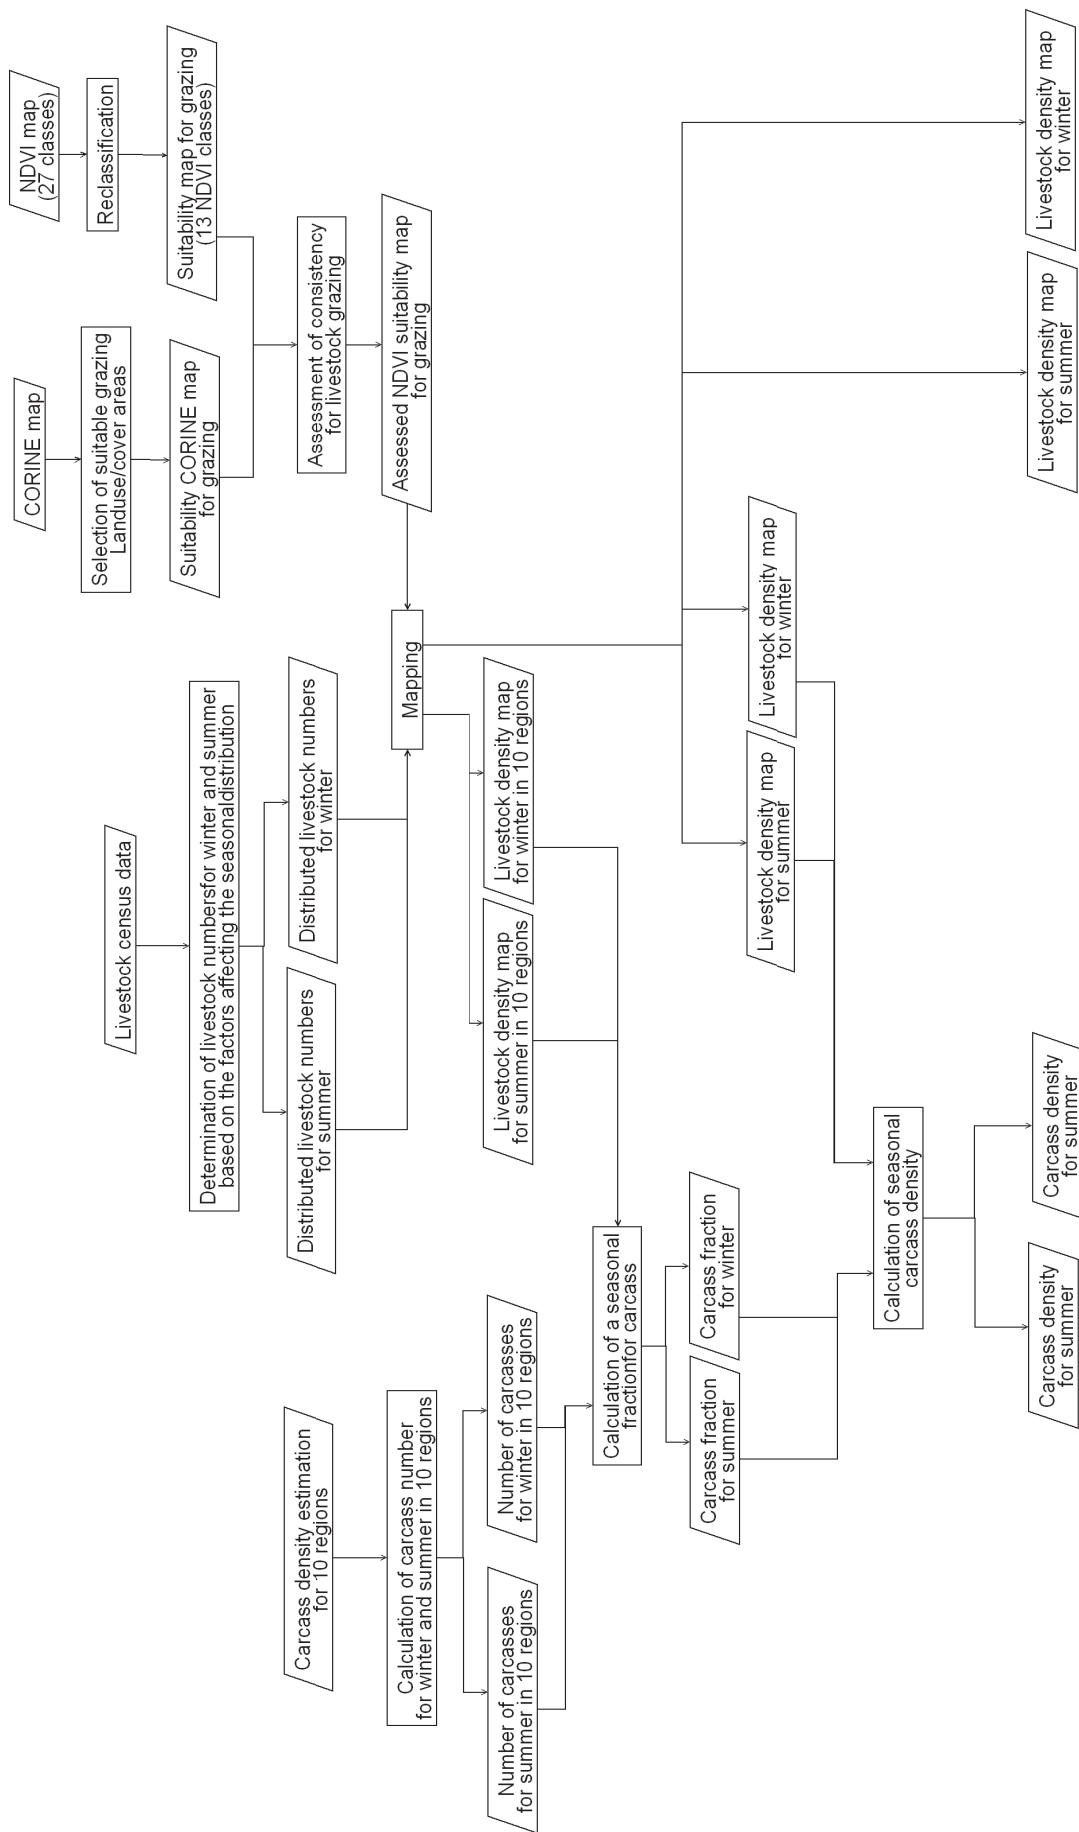 NDVI map
(27 classes)
Reclassification
Suitability map for grazing
(13 NDVI classes)
CORINE map
Selection of suitable grazing
Landuse/cover areas
Suitability CORINE map
for grazing
Assessment of consistency
for livestock grazing
Assessed NDVI suitability map
for grazing
Livestock census data
Determination of livestock numbersfor winter and summer
based on the factors affecting the seasonaldistribution
Distributed livestock numbers
for summer
Distributed livestock numbers
for winter
Mapping
Livestock density map
for summer in 10 regions
Livestock density map
for winter in 10 regions
Carcass density estimation
for 10 regions
Calculation of carcass number
for winter and summer in 10 regions
Number of carcasses
for summer in 10 regions
Number of carcasses
for winter in 10 regions
Calculation of a seasonal
fractionfor carcass
Carcass fraction
for summer
Carcass fraction
for winter
Livestock density map
for summer
Livestock density map
for winter
Calculation of seasonal
carcass density
Carcass density
for summer
Carcass density
for summer
Livestock density map
for summer
Livestock density map
for winter